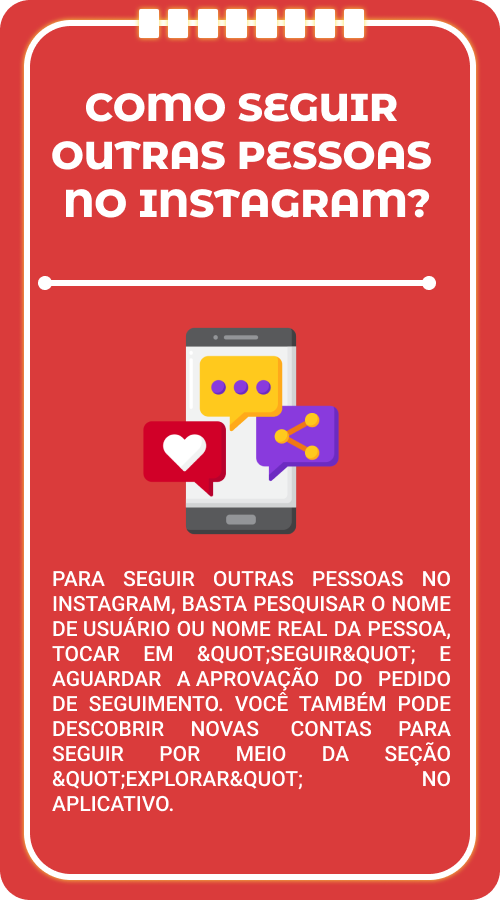 COMO SEGUIR
OUTRAS PESSOAS
NO INSTAGRAM?
PARA SEGUIR OUTRAS PESSOAS NO
INSTAGRAM, BASTA PESQUISAR O NOME
DE USUÁRIO OU NOME REAL DA PESSOA,
TOCAR EM &QUOT;SEGUIR&QUOT; E
AGUARDAR A APROVAÇÃO DO PEDIDO
DE SEGUIMENTO. VOCÊ TAMBÉM PODE
DESCOBRIR NOVAS CONTAS PARA
SEGUIR POR MEIO DA SEÇÃO
&QUOT;EXPLORAR&QUOT; NO
APLICATIVO.